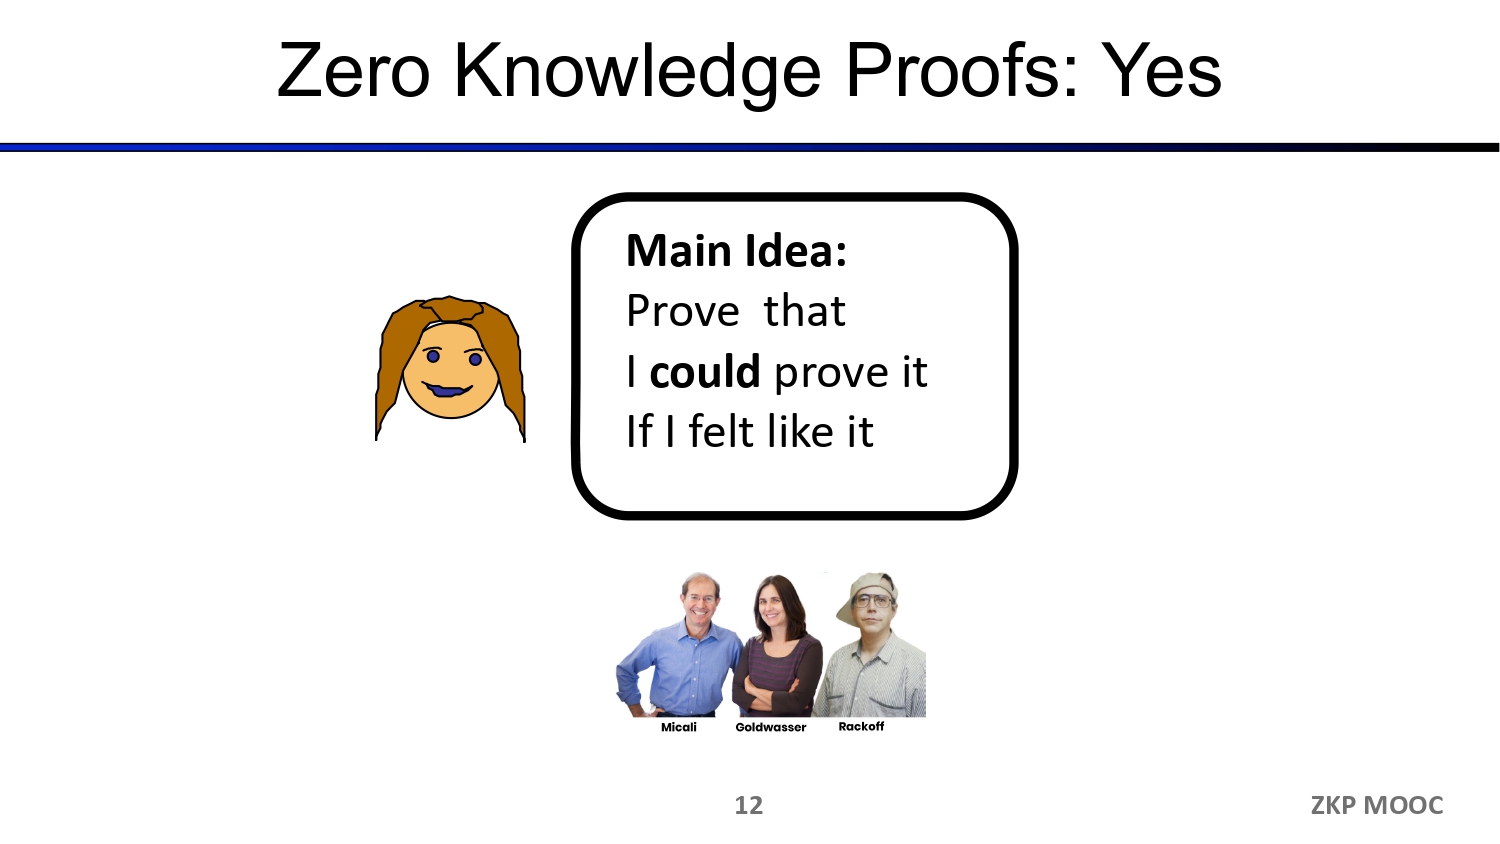 Zero Knowledge Proofs: Yes
Main Idea:
Prove that
I could prove it
If I felt like it
Micali Goldwasser Rackoff
12
ZKP MOOC